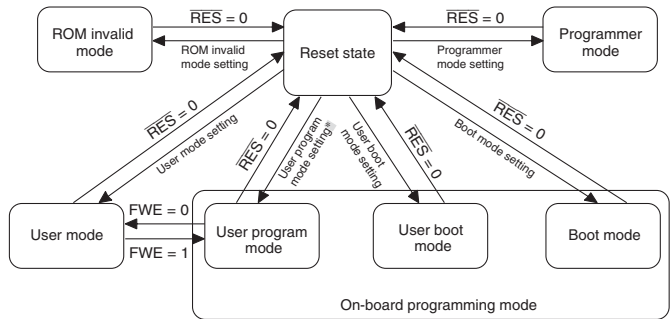 ROM invalid
mode
RES = 0
ROM invalid
mode setting
Reset state
RES = 0
Programmer
mode setting
Programmer
mode
RES = 0
User mode setting
RES = 0
User program
mode setting※
User boot
mode setting
RES = 0
Boot mode setting
RES = 0
User mode
FWE = 0
FWE = 1
User program
mode
User boot
mode
Boot mode
On-board programming mode